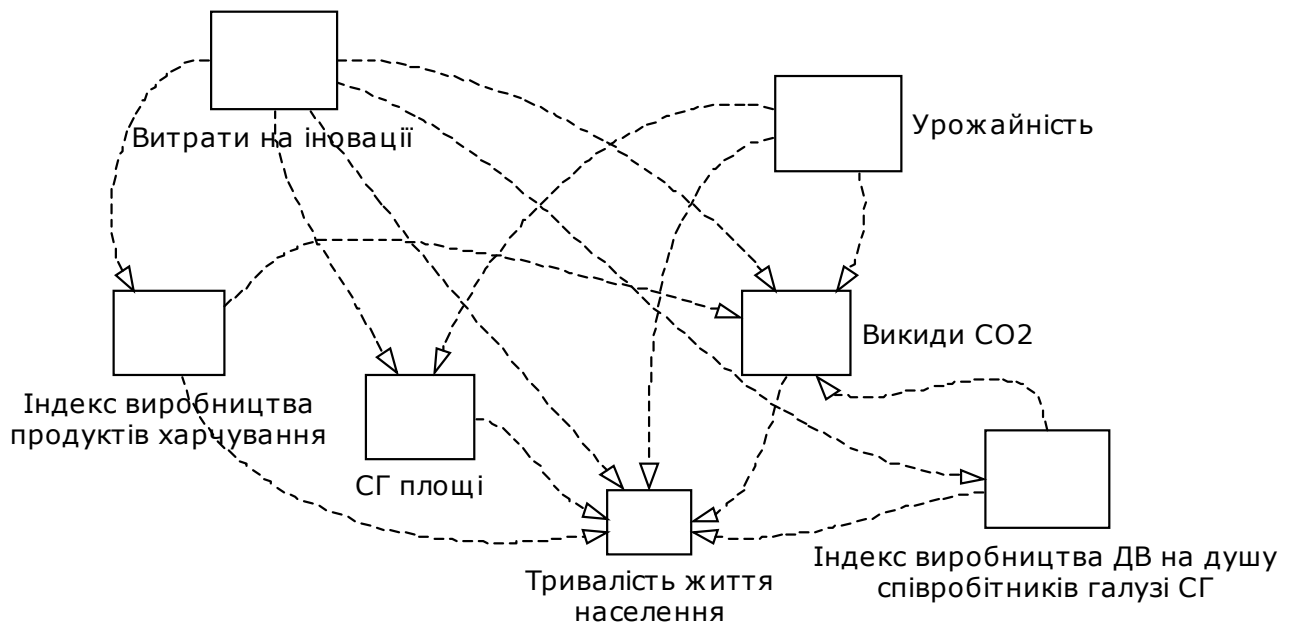 Витрати на іновації
Урожайність
Викиди СО2
Індекс виробництва
продуктів харчування
СГ площі
Індекс виробництва ДВ на душу
співробітників галузі СГ
Тривалість життя
населення